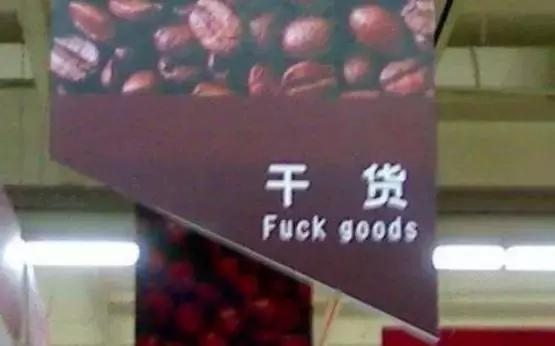 干 货
Fuck goods